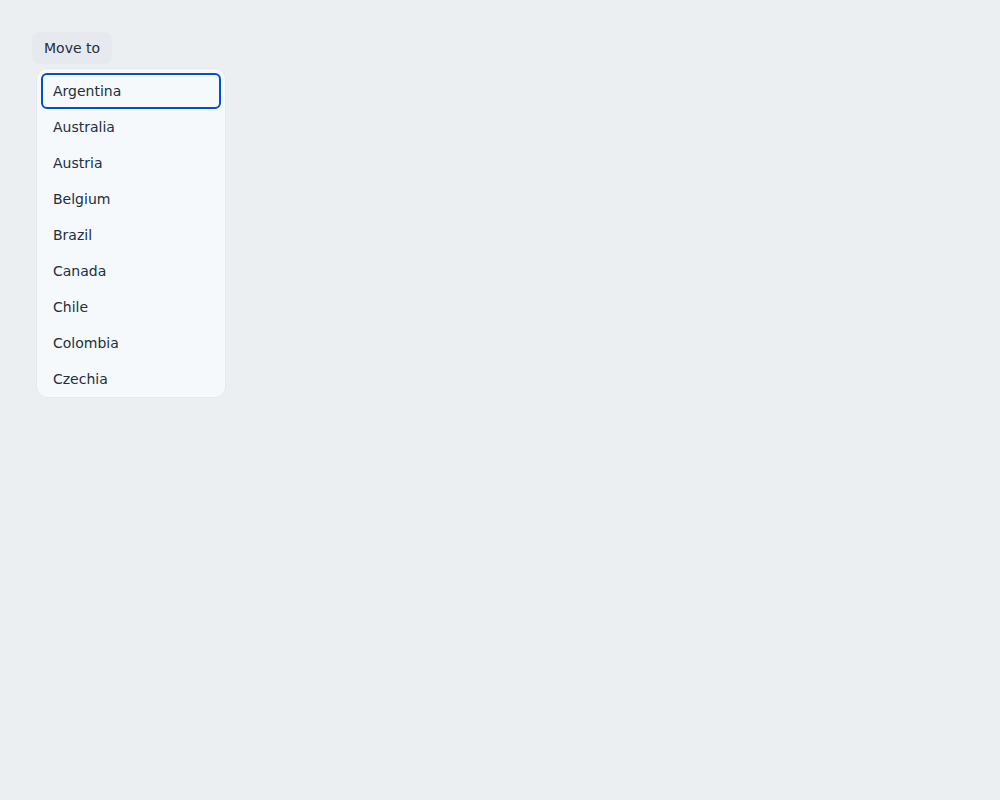 Move to
Argentina
Australia
Austria
Belgium
Brazil
Canada
Chile
Colombia
Czechia